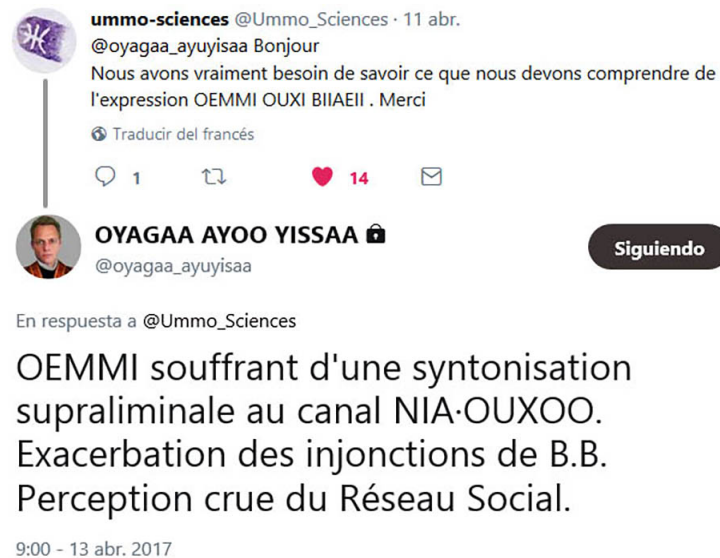 ummo-sciences @Ummo_Sciences · 11 abr.
@oyagaa_ayuyisaa Bonjour
Nous avons vraiment besoin de savoir ce que nous devons comprendre de
l'expression OEMMI OUXI BIIAEII . Merci
Traducir del francés
1 14
OYAGAA AYOO YISSAA
@oyagaa_ayuyisaa
Siguiendo
En respuesta a @Ummo_Sciences
OEMMI souffrant d'une syntonisation
supraliminale au canal NIA·OUXOO.
Exacerbation des injonctions de B.B.
Perception crue du Réseau Social.
9:00 - 13 abr. 2017